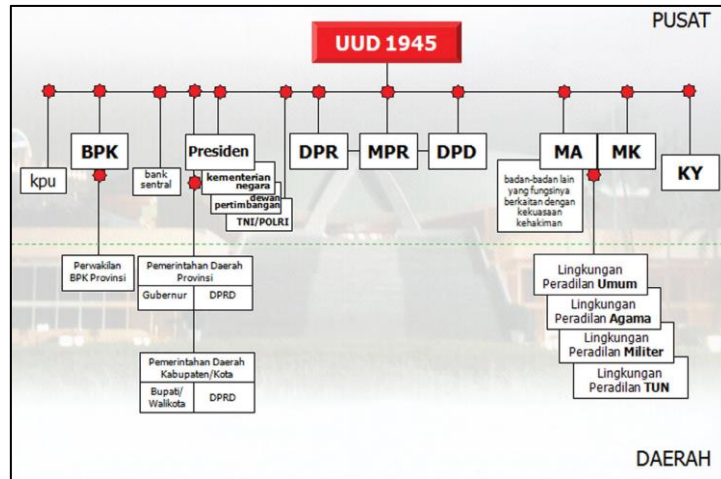 PUSAT
UUD 1945
kpu
BPK
bank
sentral
Presiden
kementerian
negara
dewan
pertimbangan
TNI/POLRI
DPR
MPR
DPD
MA
MK
KY
badan-badan lain
yang fungsinya
berkaitan dengan
kekuasaan
kehakiman
Perwakilan
BPK Provinsi
Pemerintahan Daerah
Provinsi
Gubernur
DPRD
Pemerintahan Daerah
Kabupaten/Kota
Bupati/
Walikota
DPRD
Lingkungan
Peradilan Umum
Lingkungan
Peradilan Agama
Lingkungan
Peradilan Militer
Lingkungan
Peradilan TUN
DAERAH